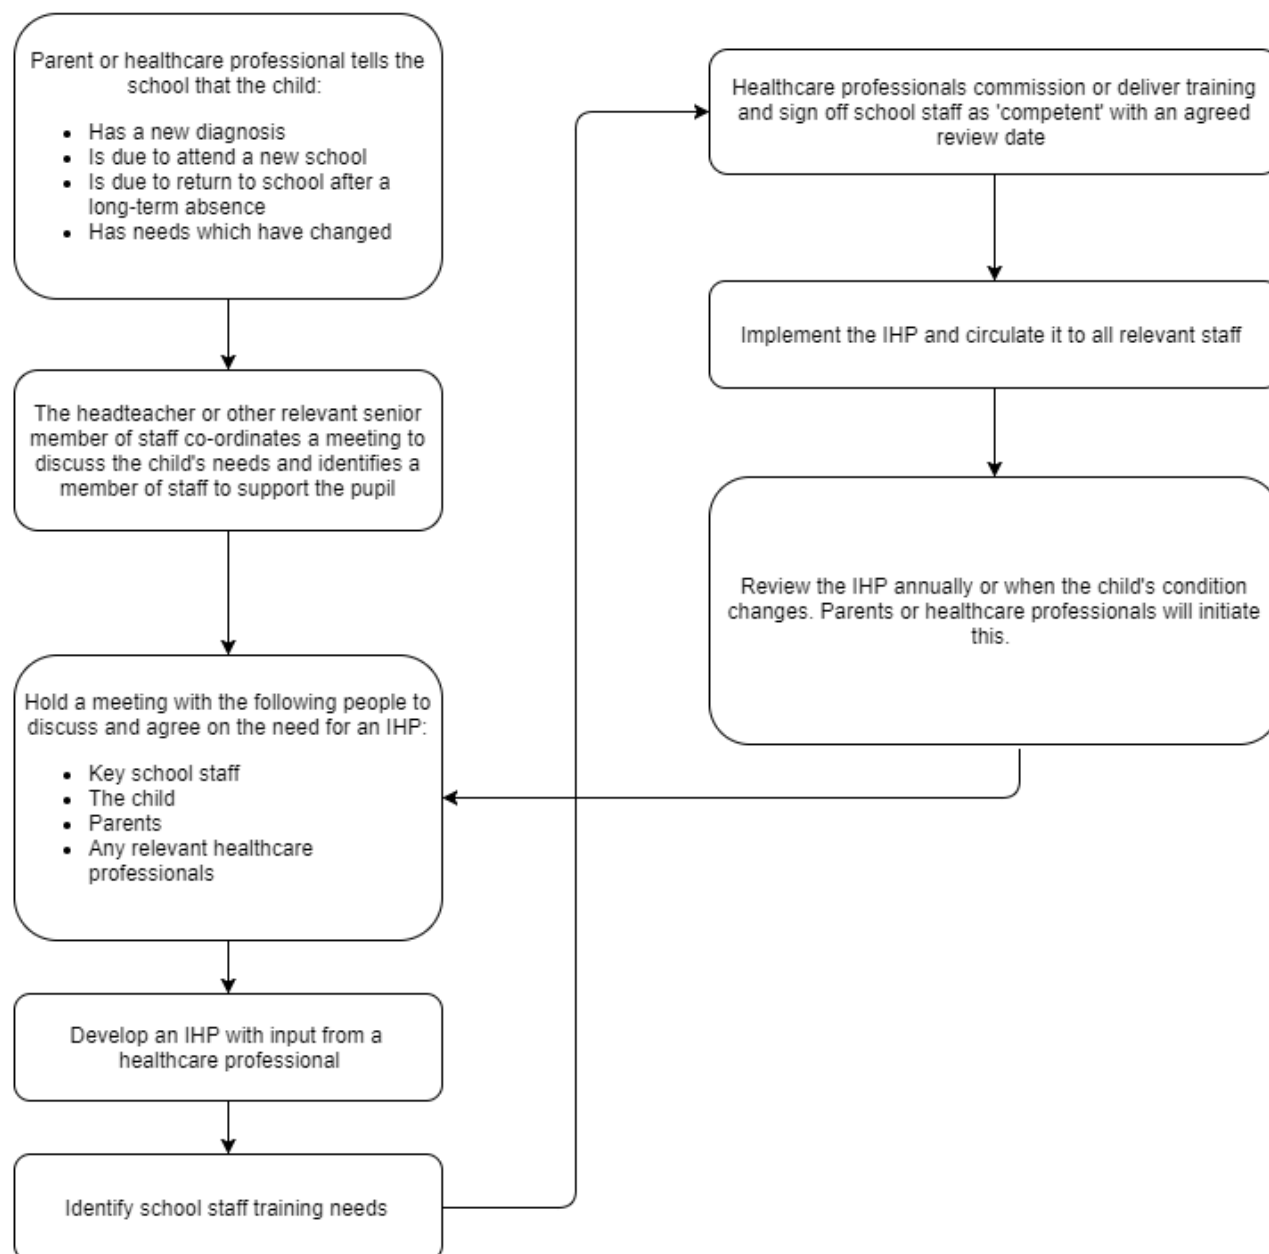 Parent or healthcare professional tells the
school that the child:
• Has a new diagnosis
• Is due to attend a new school
• Is due to return to school after a
long-term absence
• Has needs which have changed
The headteacher or other relevant senior
member of staff co-ordinates a meeting to
discuss the child's needs and identifies a
member of staff to support the pupil
Hold a meeting with the following people to
discuss and agree on the need for an IHP:
• Key school staff
• The child
• Parents
• Any relevant healthcare
professionals
Develop an IHP with input from a
healthcare professional
Identify school staff training needs
Healthcare professionals commission or deliver training
and sign off school staff as 'competent' with an agreed
review date
Implement the IHP and circulate it to all relevant staff
Review the IHP annually or when the child's condition
changes. Parents or healthcare professionals will initiate
this.